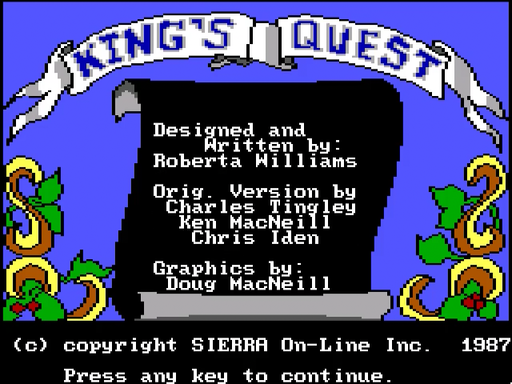 KING'S QUEST
Designed and
Written by:
Roberta Williams
Orig. Version by
Charles Tingley
Ken MacNeill
Chris Iden
Graphics by:
Doug MacNeill
(c) copyright SIERRA On-Line Inc. 1987
Press any key to continue.